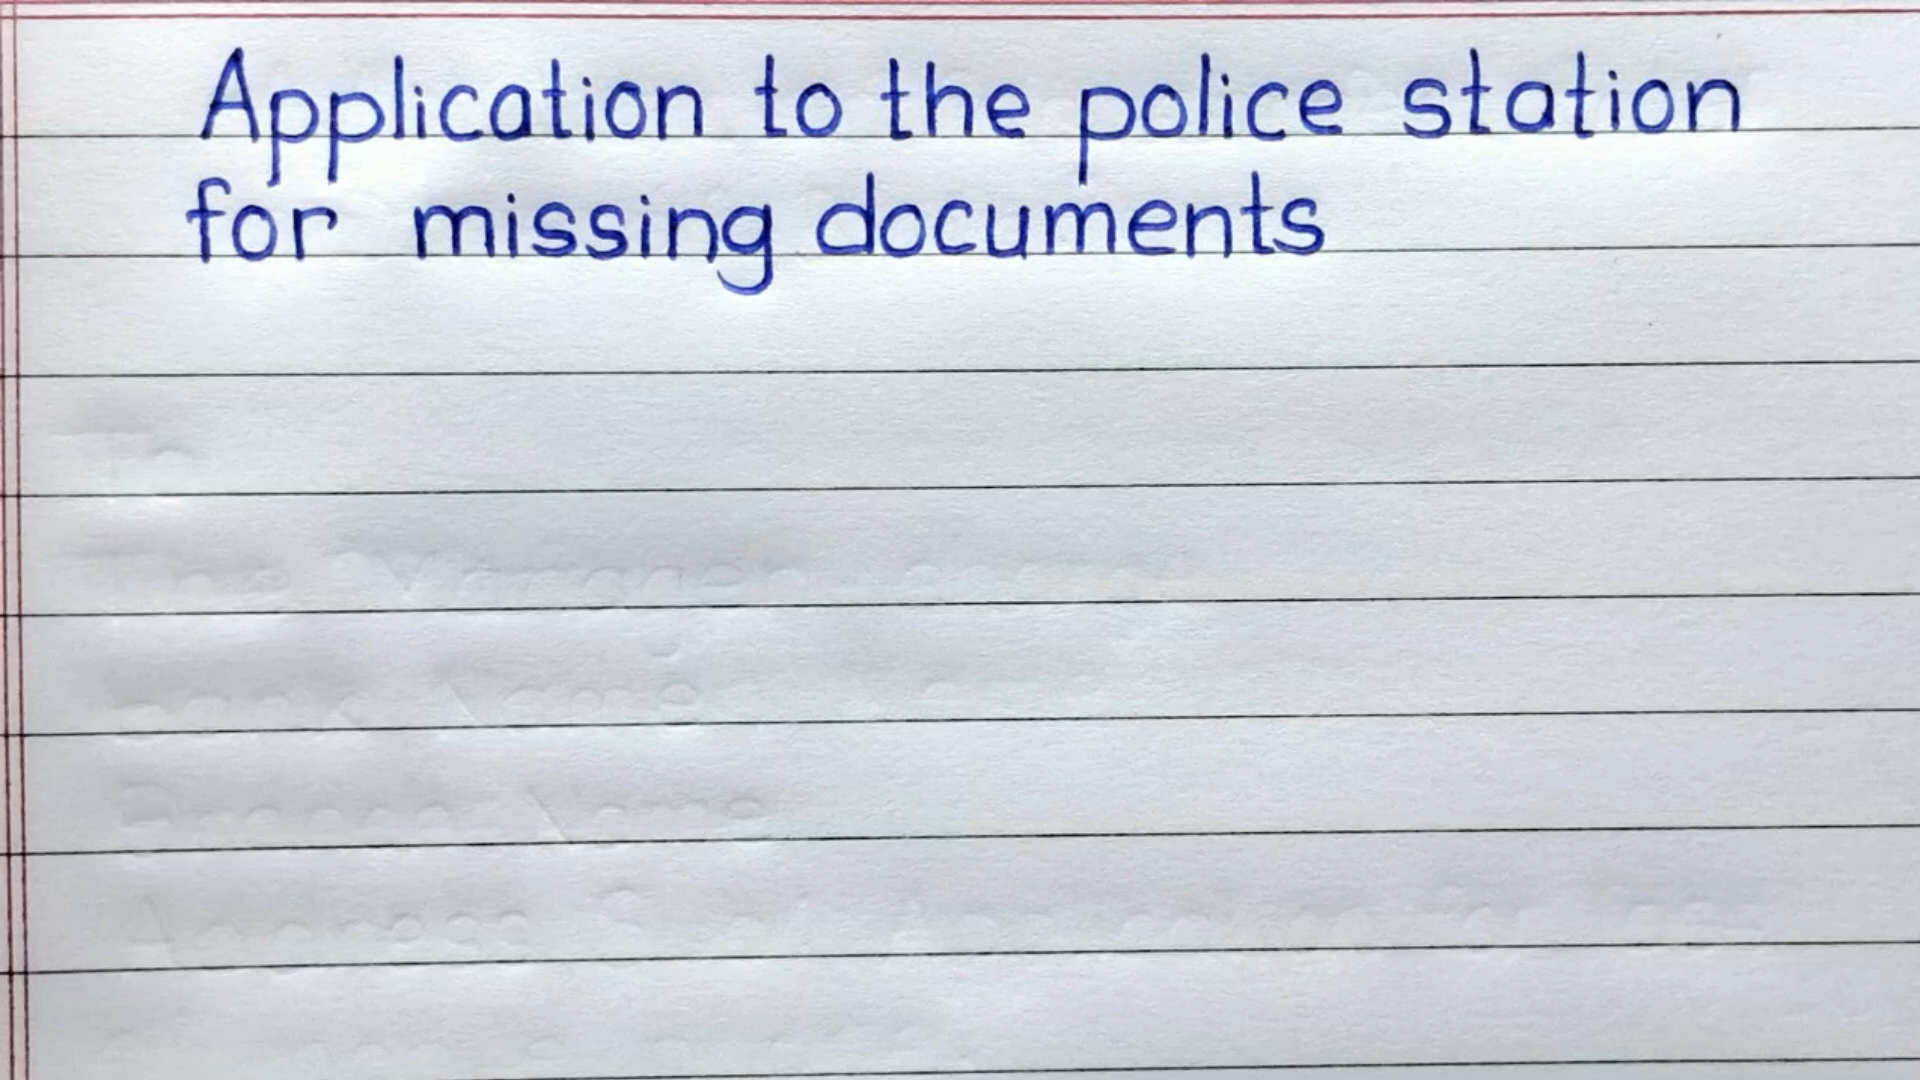 Application to the police station
for missing documents